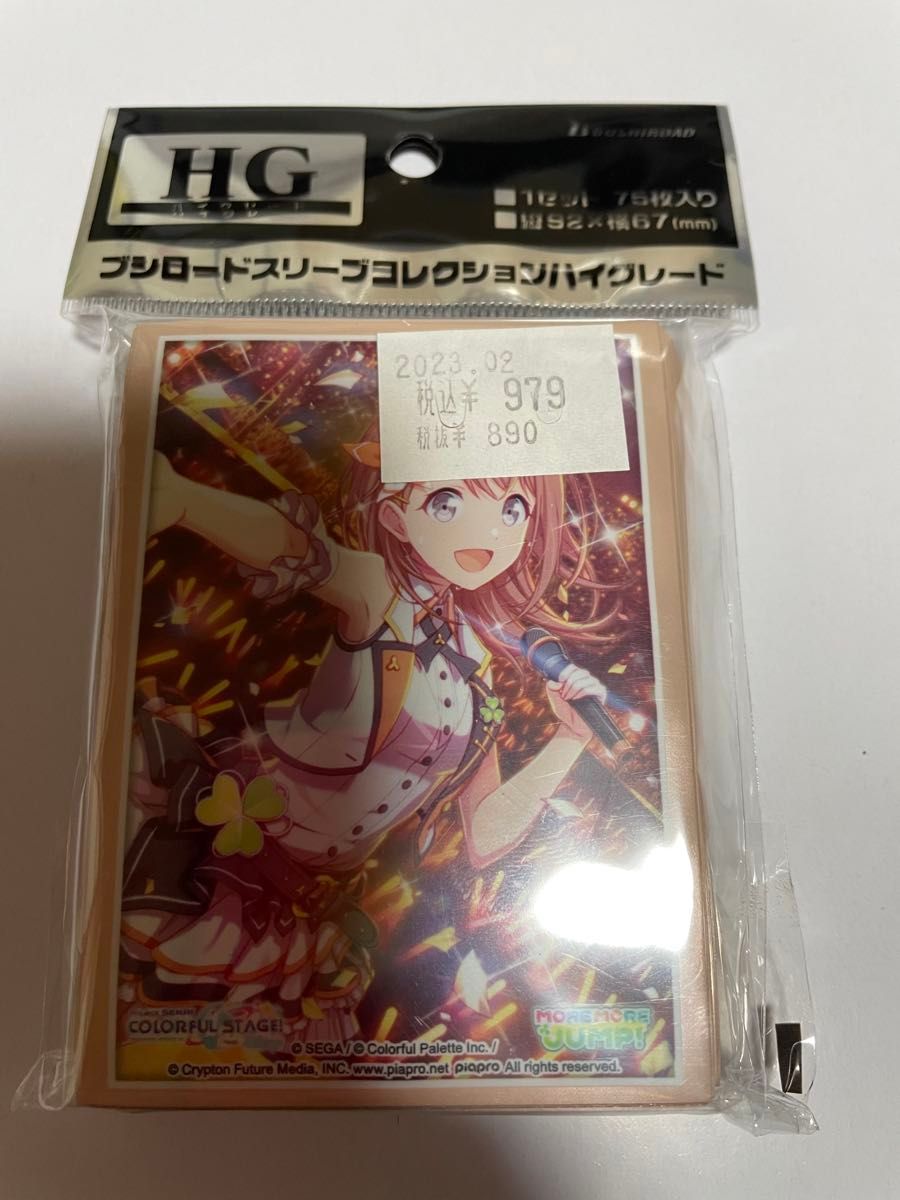 BUSHIROAD
HG
ハイグレード
■1セット 75枚入り
■縦92×横67(mm)
ブシロードスリーブコレクションハイグレード
2023.02
税込¥ 979
税抜¥ 890
PROJECT SEKAI
COLORFUL STAGE!
MORE MORE
JUMP!
© SEGA / © Colorful Palette Inc. /
© Crypton Future Media, INC. www.piapro.net piapro All rights reserved.